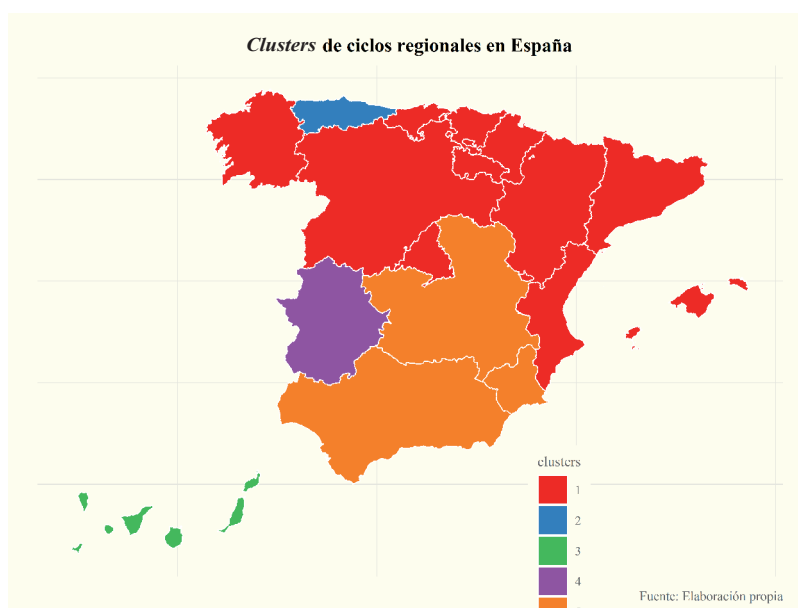 Clusters de ciclos regionales en España
clusters
1
2
3
4
Fuente: Elaboración propia